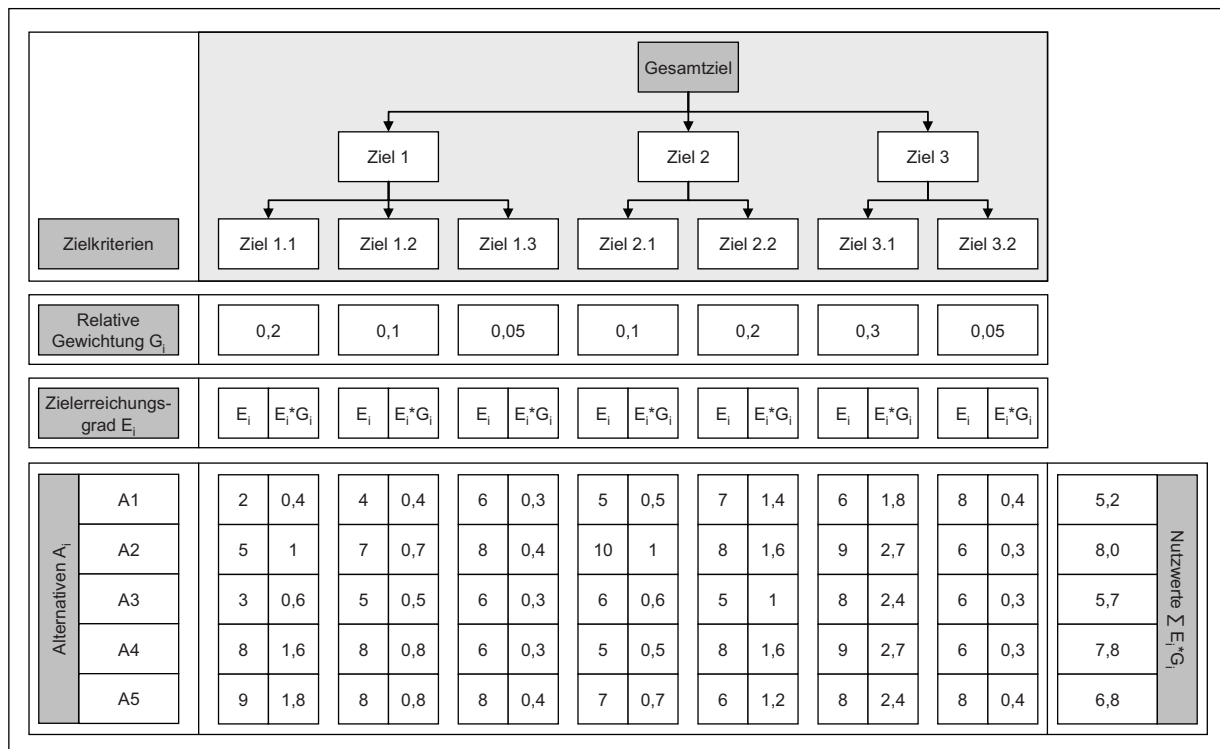 Gesamtziel
Ziel 1 Ziel 2 Ziel 3
Zielkriterien Ziel 1.1 Ziel 1.2 Ziel 1.3 Ziel 2.1 Ziel 2.2 Ziel 3.1 Ziel 3.2
Relative
Gewichtung Gi 0,2 0,1 0,05 0,1 0,2 0,3 0,05
Zielerreichungs-
grad Ei Ei Ei*Gi Ei Ei*Gi Ei Ei*Gi Ei Ei*Gi Ei Ei*Gi Ei Ei*Gi Ei Ei*Gi
Alternativen Ai
A1 2 0,4 4 0,4 6 0,3 5 0,5 7 1,4 6 1,8 8 0,4 5,2
A2 5 1 7 0,7 8 0,4 10 1 8 1,6 9 2,7 6 0,3 8,0
A3 3 0,6 5 0,5 6 0,3 6 0,6 5 1 8 2,4 6 0,3 5,7
A4 8 1,6 8 0,8 6 0,3 5 0,5 8 1,6 9 2,7 6 0,3 7,8
A5 9 1,8 8 0,8 8 0,4 7 0,7 6 1,2 8 2,4 8 0,4 6,8
Nutzwerte ∑ Ei*Gi